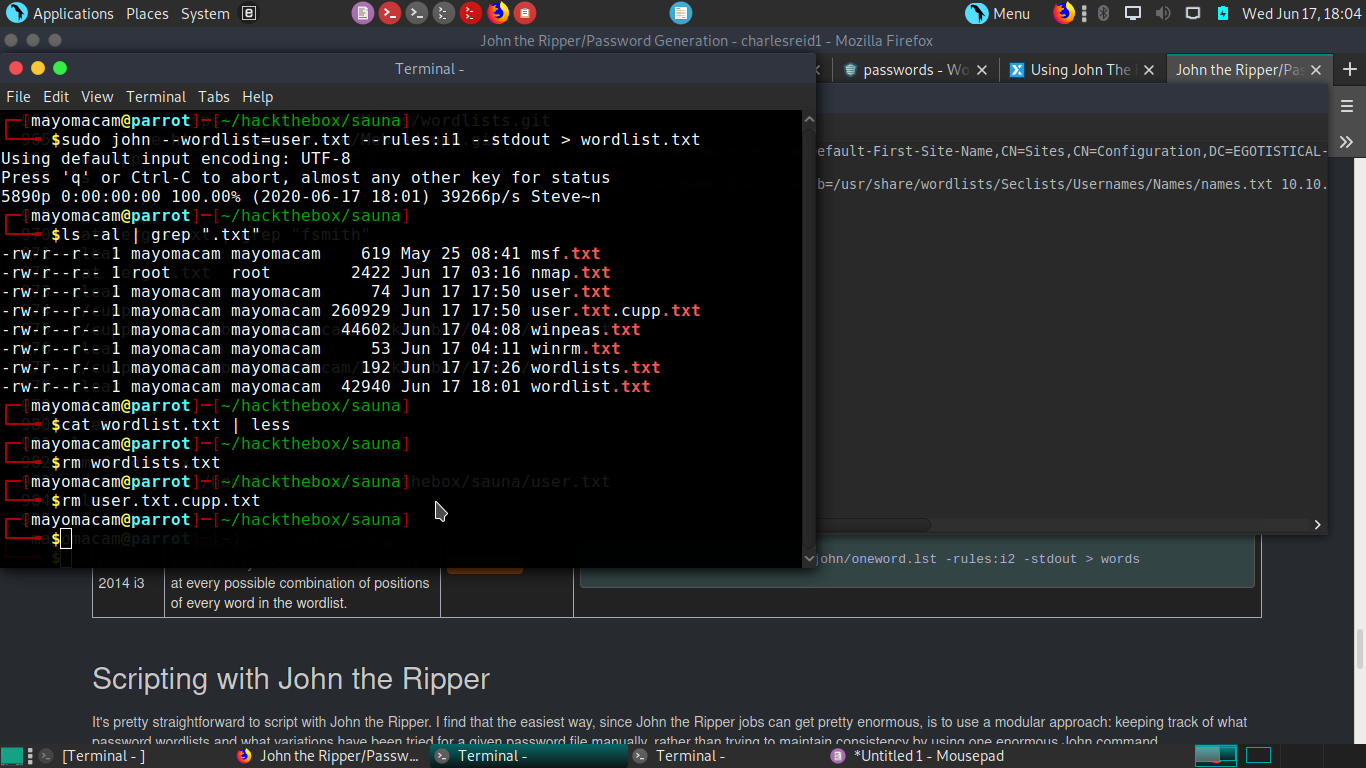 Applications Places System
Menu
Wed Jun 17, 18:04
John the Ripper/Password Generation - charlesreid1 - Mozilla Firefox
Terminal -
passwords - Wo
Using John The
John the Ripper/Pas
File Edit View Terminal Tabs Help
┌─[mayomacam@parrot]─[~/hackthebox/sauna]
└──╼ $sudo john --wordlist=user.txt --rules:i1 --stdout > wordlist.txt
Using default input encoding: UTF-8
Press 'q' or Ctrl-C to abort, almost any other key for status
5890p 0:00:00:00 100.00% (2020-06-17 18:01) 39266p/s Steve~n
┌─[mayomacam@parrot]─[~/hackthebox/sauna]
└──╼ $ls -al | grep ".txt"
-rw-r--r-- 1 mayomacam mayomacam    619 May 25 08:41 msf.txt
-rw-r--r-- 1 root      root        2422 Jun 17 03:16 nmap.txt
-rw-r--r-- 1 mayomacam mayomacam     74 Jun 17 17:50 user.txt
-rw-r--r-- 1 mayomacam mayomacam 260929 Jun 17 17:50 user.txt.cupp.txt
-rw-r--r-- 1 mayomacam mayomacam  44602 Jun 17 04:08 winpeas.txt
-rw-r--r-- 1 mayomacam mayomacam     53 Jun 17 04:11 winrm.txt
-rw-r--r-- 1 mayomacam mayomacam    192 Jun 17 17:26 wordlists.txt
-rw-r--r-- 1 mayomacam mayomacam  42940 Jun 17 18:01 wordlist.txt
┌─[mayomacam@parrot]─[~/hackthebox/sauna]
└──╼ $cat wordlist.txt | less
┌─[mayomacam@parrot]─[~/hackthebox/sauna]
└──╼ $rm wordlists.txt
┌─[mayomacam@parrot]─[~/hackthebox/sauna]
└──╼ $rm user.txt.cupp.txt
┌─[mayomacam@parrot]─[~/hackthebox/sauna]
└──╼ $
efault-First-Site-Name,CN=Sites,CN=Configuration,DC=EGOTISTICAL-
b=/usr/share/wordlists/Seclists/Usernames/Names/names.txt 10.10.
john/oneword.lst -rules:i2 -stdout > words
2014 i3
at every possible combination of positions
of every word in the wordlist.
Scripting with John the Ripper
It's pretty straightforward to script with John the Ripper. I find that the easiest way, since John the Ripper jobs can get pretty enormous, is to use a modular approach: keeping track of what
password wordlists and what variations have been tried for a given password file manually, rather than trying to maintain consistency by using one enormous John command
[Terminal - ]
John the Ripper/Passw...
Terminal -
Terminal -
*Untitled 1 - Mousepad